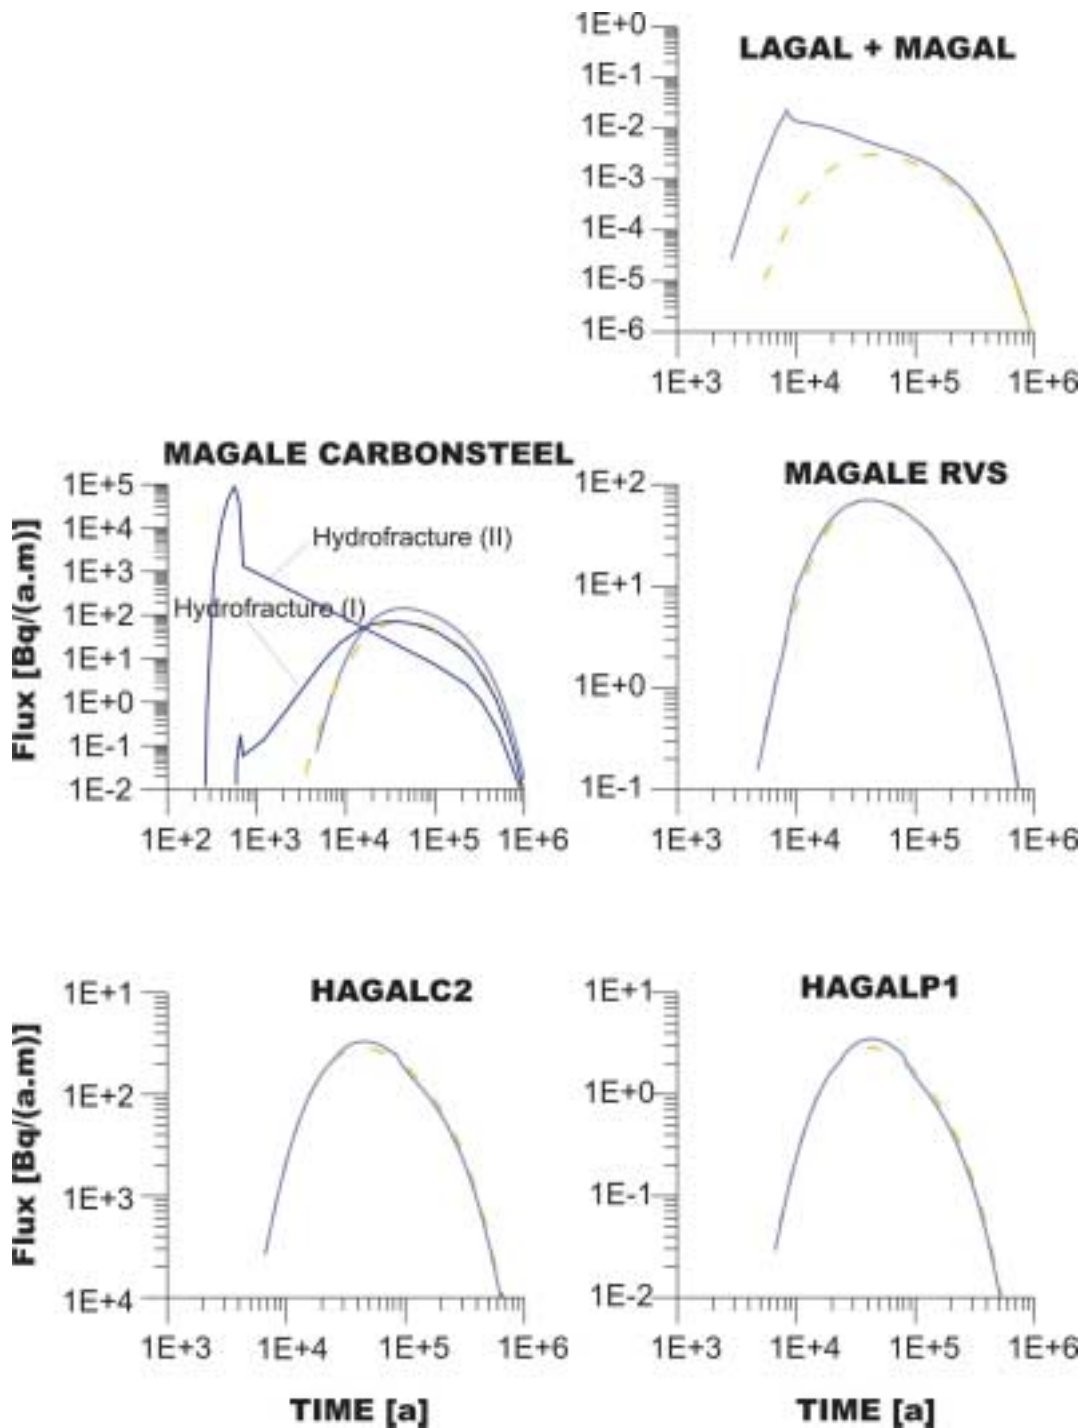 LAGAL + MAGAL
1E+0
1E-1
1E-2
1E-3
1E-4
1E-5
1E-6
1E+3 1E+4 1E+5 1E+6
MAGALE CARBONSTEEL
Flux [Bq/(a.m)]
1E+5
1E+4
1E+3
1E+2
1E+1
1E+0
1E-1
1E-2
Hydrofracture (II)
Hydrofracture (I)
1E+2 1E+3 1E+4 1E+5 1E+6
MAGALE RVS
1E+2
1E+1
1E+0
1E-1
1E+3 1E+4 1E+5 1E+6
HAGALC2
Flux [Bq/(a.m)]
1E+1
1E+2
1E+3
1E+4
1E+3 1E+4 1E+5 1E+6
TIME [a]
HAGALP1
1E+1
1E+0
1E-1
1E-2
1E+3 1E+4 1E+5 1E+6
TIME [a]